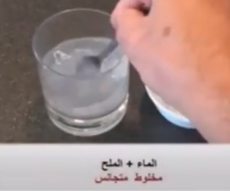 الماء + الملح
مخلوط متجانس